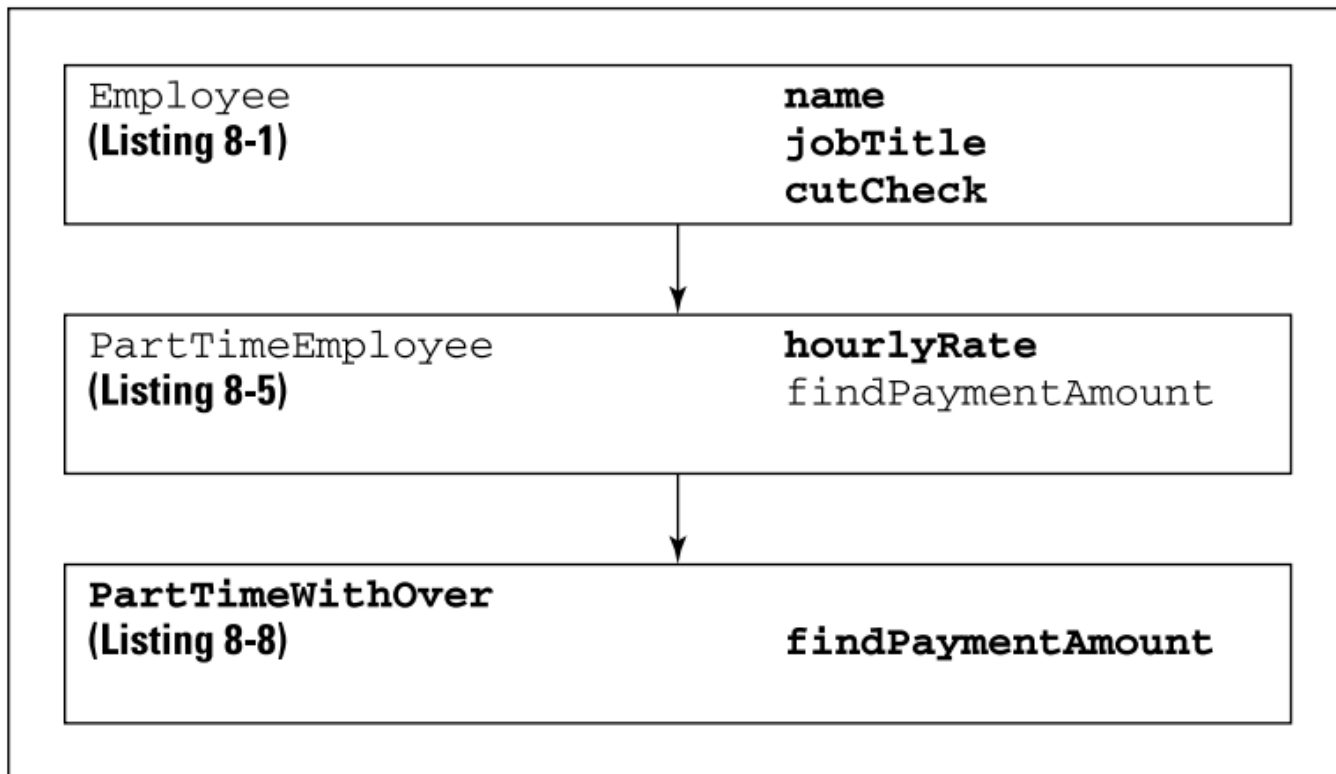 Employee
(Listing 8-1)
name
jobTitle
cutCheck
PartTimeEmployee
(Listing 8-5)
hourlyRate
findPaymentAmount
PartTimeWithOver
(Listing 8-8)
findPaymentAmount